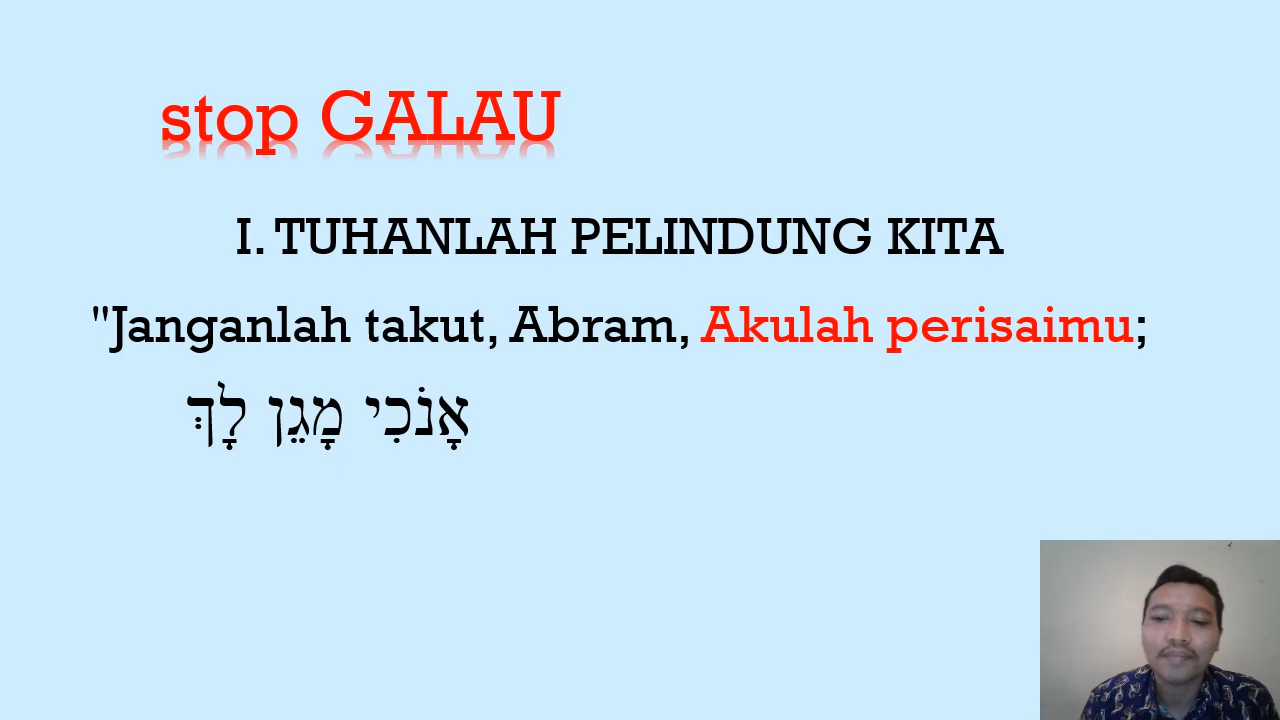 stop GALAU
I. TUHANLAH PELINDUNG KITA
"Janganlah takut, Abram, Akulah perisaimu;
אָנֹכִי מָגֵן לָךְ